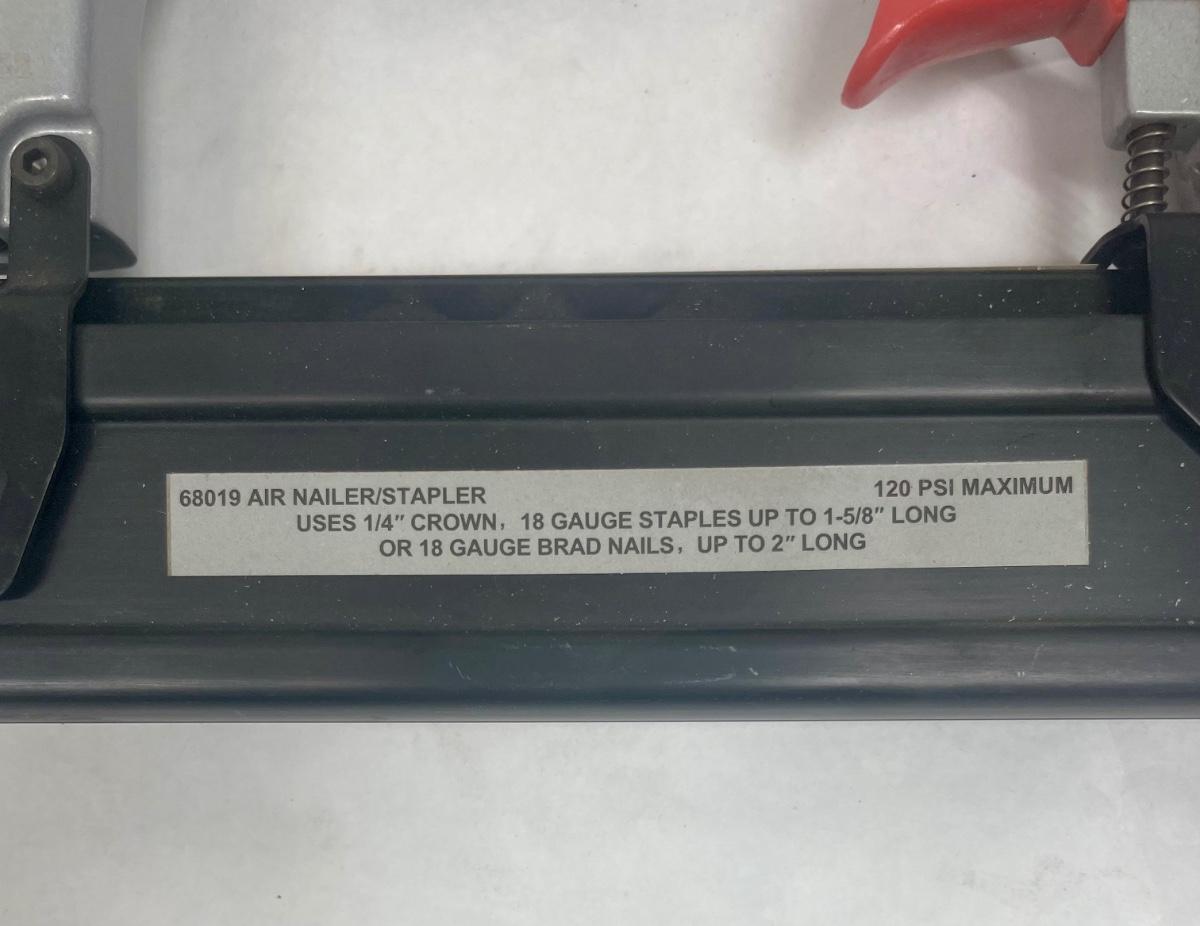 68019 AIR NAILER/STAPLER 120 PSI MAXIMUM
USES 1/4″ CROWN, 18 GAUGE STAPLES UP TO 1-5/8″ LONG
OR 18 GAUGE BRAD NAILS, UP TO 2″ LONG